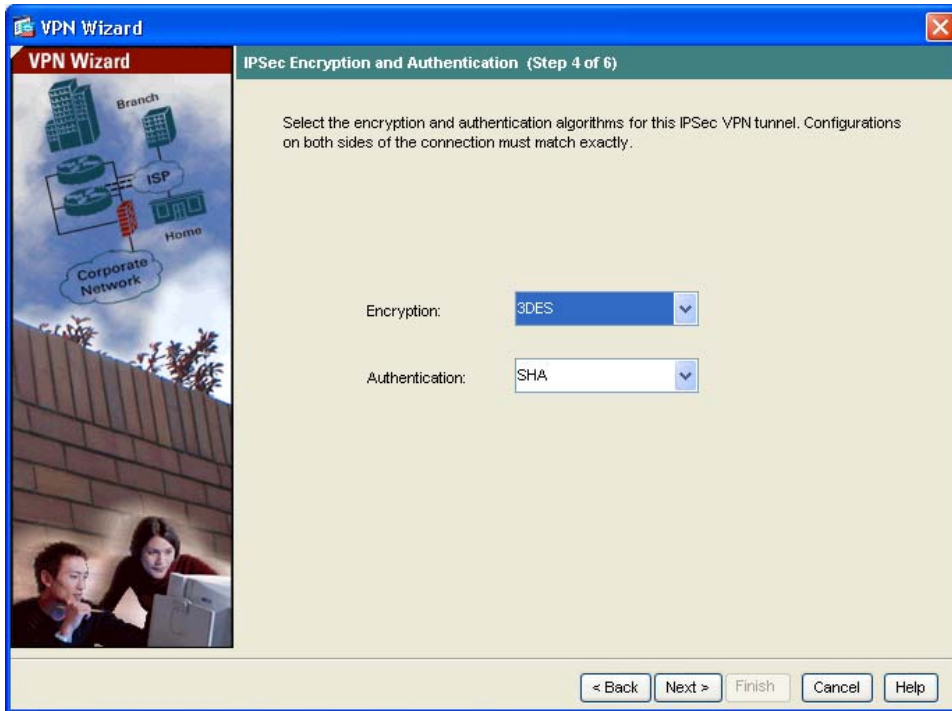 VPN Wizard
VPN Wizard
Branch
ISP
Home
Corporate
Network
IPSec Encryption and Authentication (Step 4 of 6)
Select the encryption and authentication algorithms for this IPSec VPN tunnel. Configurations
on both sides of the connection must match exactly.
Encryption: 3DES
Authentication: SHA
< Back Next > Finish Cancel Help